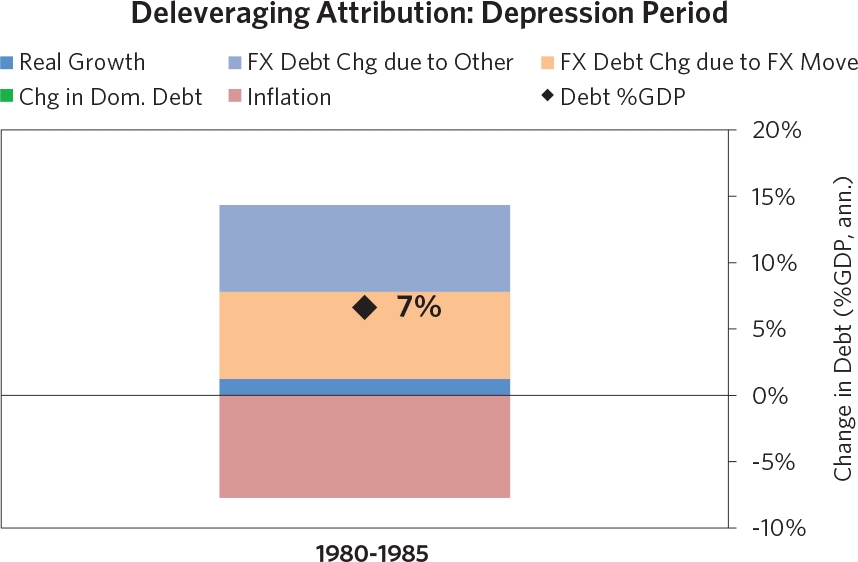 Deleveraging Attribution: Depression Period
Real Growth FX Debt Chg due to Other FX Debt Chg due to FX Move
Chg in Dom. Debt Inflation Debt %GDP
20%
15%
10%
5%
0%
-5%
-10%
Change in Debt (%GDP, ann.)
7%
1980-1985